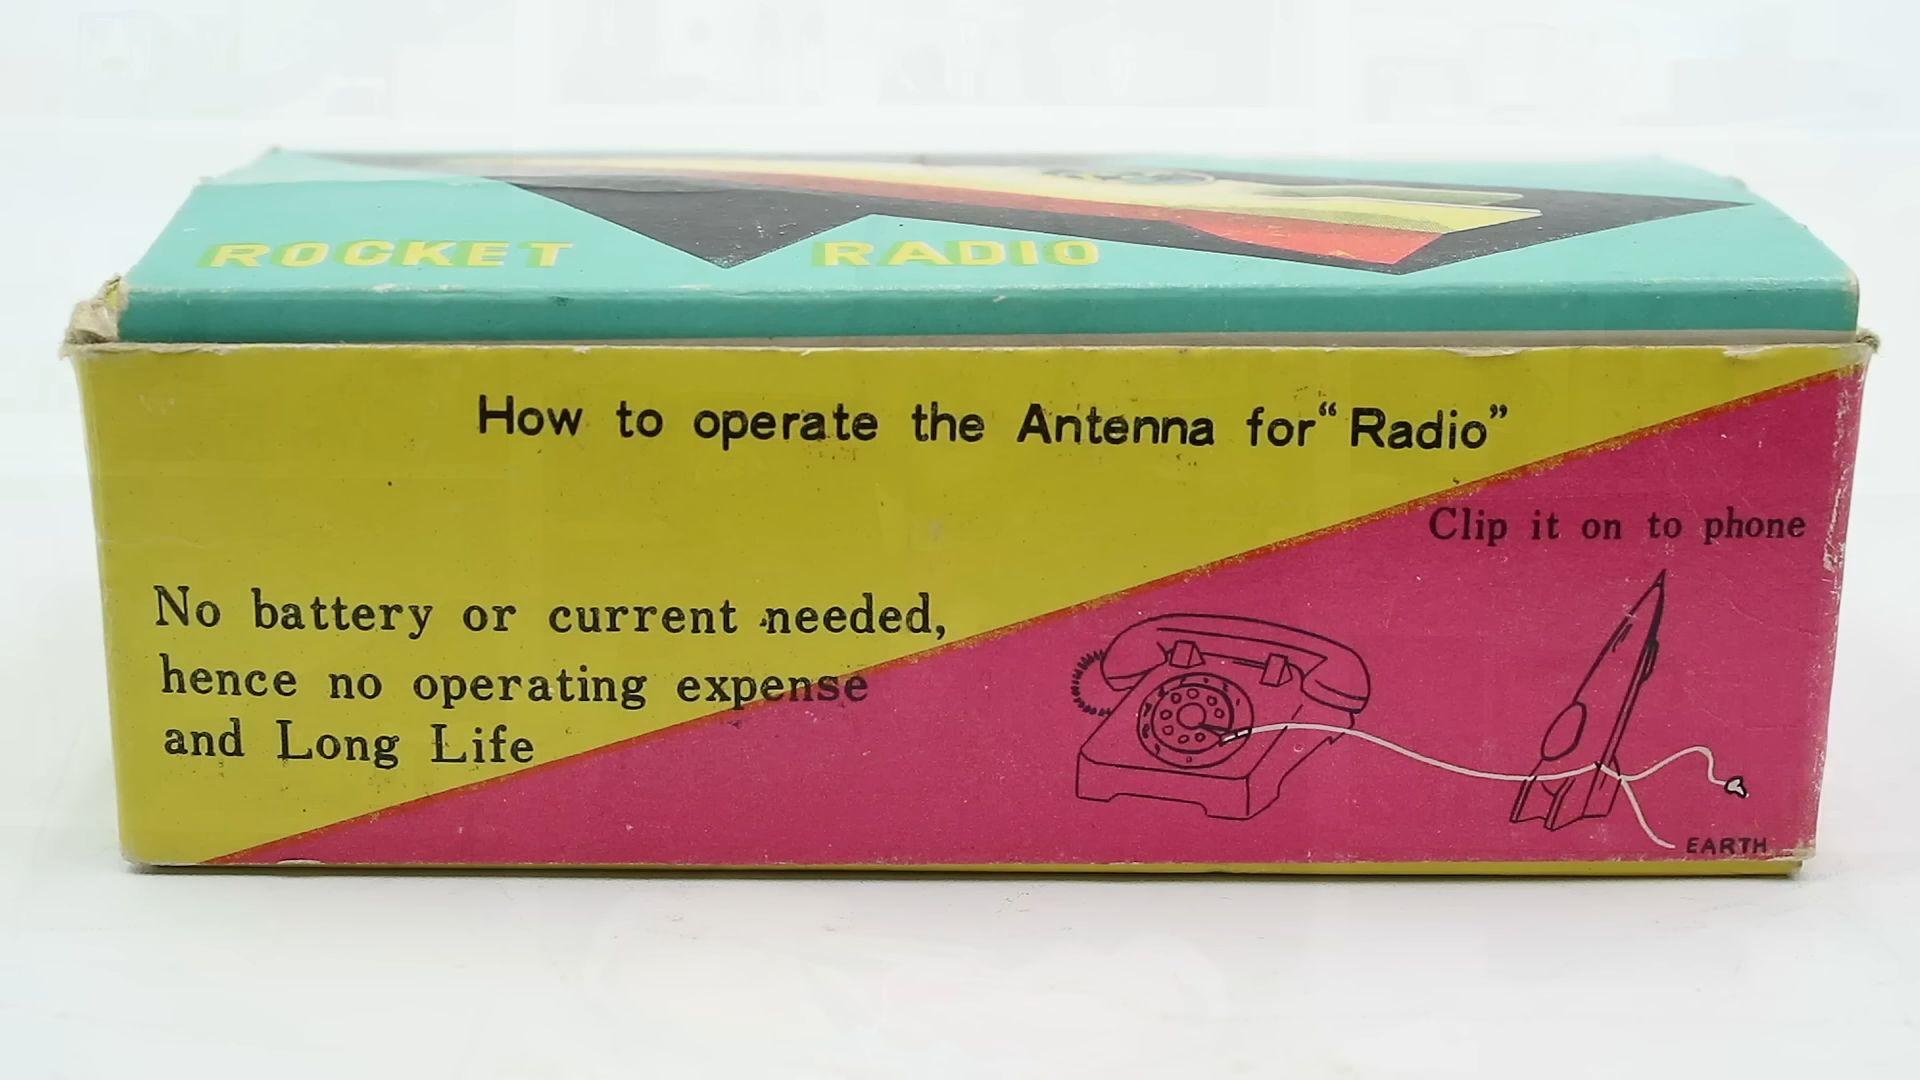 ROCKET RADIO
How to operate the Antenna for “Radio”
Clip it on to phone
No battery or current needed,
hence no operating expense
and Long Life
EARTH